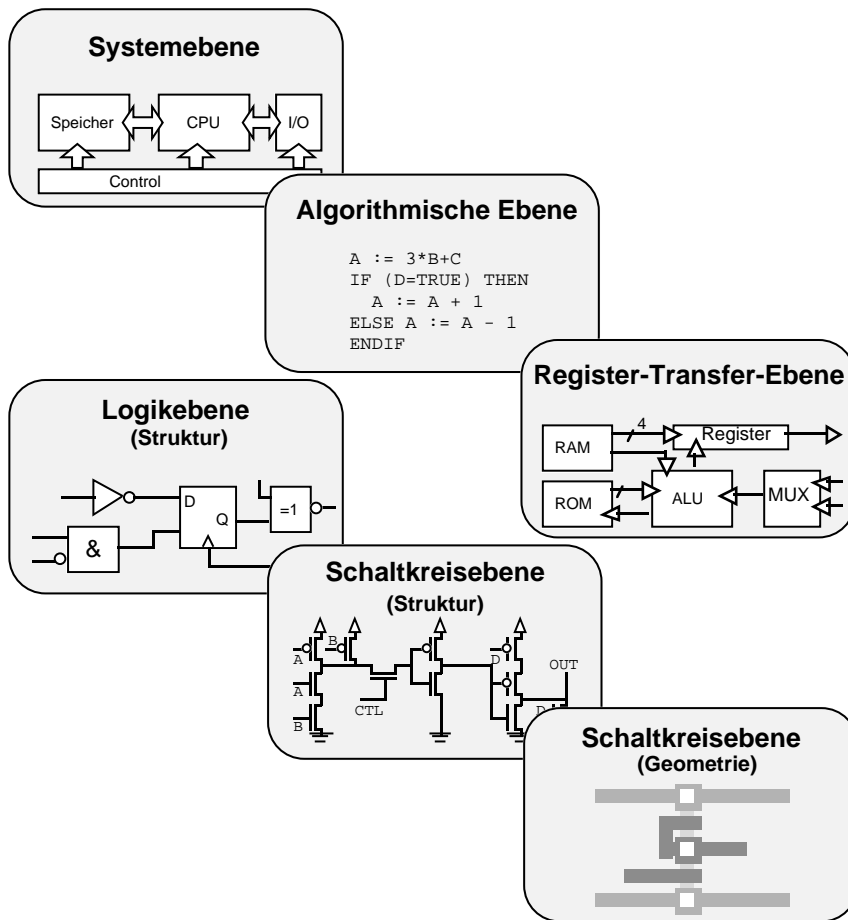 Systemebene
Speicher CPU I/O
Control
Algorithmische Ebene
A := 3*B+C
IF (D=TRUE) THEN
A := A + 1
ELSE A := A - 1
ENDIF
Register-Transfer-Ebene
4
Register
RAM
ROM
ALU
MUX
Logikebene
(Struktur)
D
Q
=1
&
Schaltkreisebene
(Struktur)
A
B
D
OUT
A
CTL
D
B
Schaltkreisebene
(Geometrie)